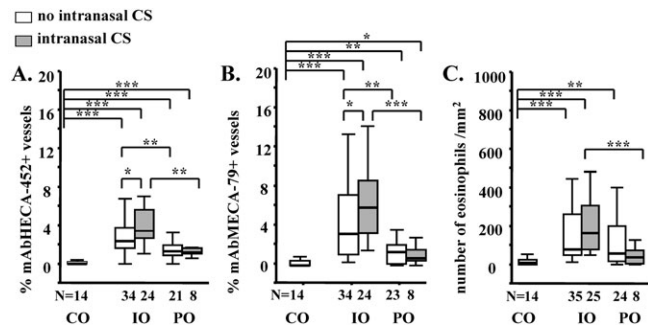 no intranasal CS
intranasal CS
A.
% mAbHECA-452+ vessels
20
16
12
8
4
0
***
***
***
***
**
*
**
N=14 34 24 21 8
CO IO PO
B.
% mAbMECA-79+ vessels
20
16
12
8
4
0
*
**
***
***
**
*
***
N=14 34 24 23 8
CO IO PO
C.
number of eosinophils /mm²
1000
800
600
400
200
0
**
***
***
***
N=14 35 25 24 8
CO IO PO